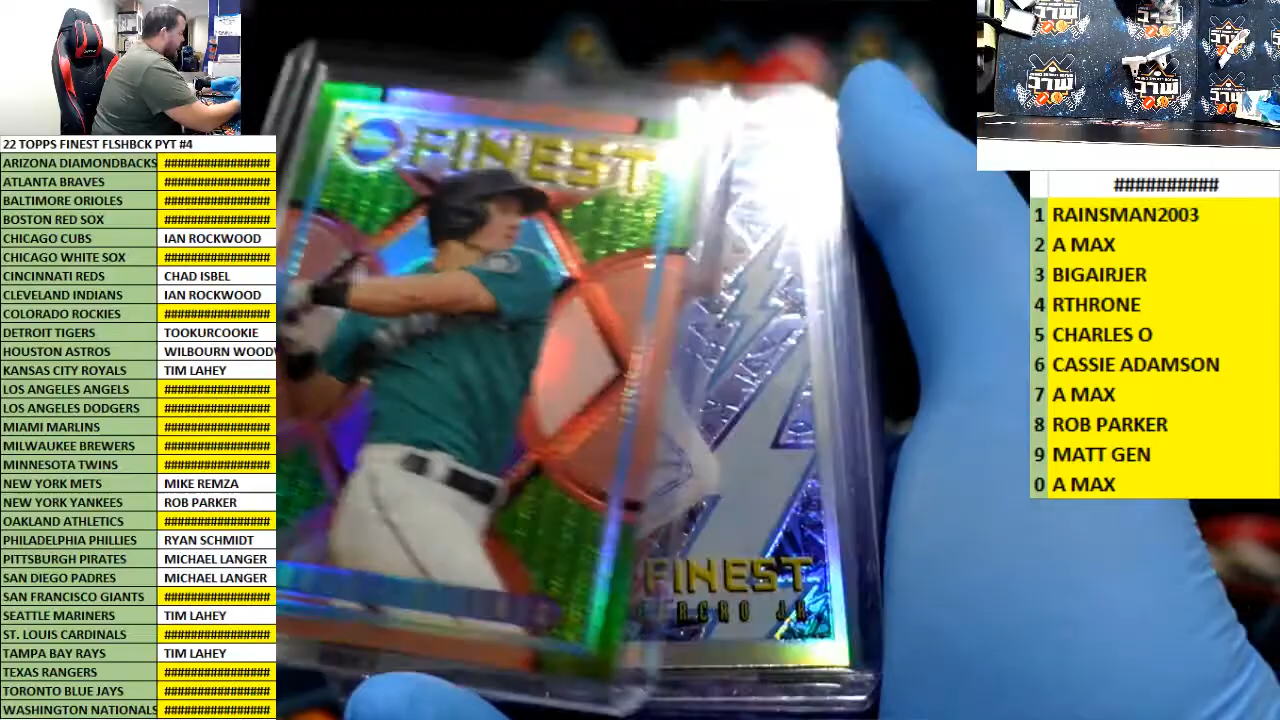 22 TOPPS FINEST FLSHBCK PYT #4
ARIZONA DIAMONDBACKS ################
ATLANTA BRAVES ################
BALTIMORE ORIOLES ################
BOSTON RED SOX ################
CHICAGO CUBS IAN ROCKWOOD
CHICAGO WHITE SOX ################
CINCINNATI REDS CHAD ISBEL
CLEVELAND INDIANS IAN ROCKWOOD
COLORADO ROCKIES ################
DETROIT TIGERS TOOKURCOOKIE
HOUSTON ASTROS WILBOURN WOOD
KANSAS CITY ROYALS TIM LAHEY
LOS ANGELES ANGELS ################
LOS ANGELES DODGERS ################
MIAMI MARLINS ################
MILWAUKEE BREWERS ################
MINNESOTA TWINS ################
NEW YORK METS MIKE REMZA
NEW YORK YANKEES ROB PARKER
OAKLAND ATHLETICS ################
PHILADELPHIA PHILLIES RYAN SCHMIDT
PITTSBURGH PIRATES MICHAEL LANGER
SAN DIEGO PADRES MICHAEL LANGER
SAN FRANCISCO GIANTS ################
SEATTLE MARINERS TIM LAHEY
ST. LOUIS CARDINALS ################
TAMPA BAY RAYS TIM LAHEY
TEXAS RANGERS ################
TORONTO BLUE JAYS ################
WASHINGTON NATIONALS ################
FINEST
FINEST
RERO JR
##########
1 RAINSMAN2003
2 A MAX
3 BIGAIRJER
4 RTHRONE
5 CHARLES O
6 CASSIE ADAMSON
7 A MAX
8 ROB PARKER
9 MATT GEN
0 A MAX